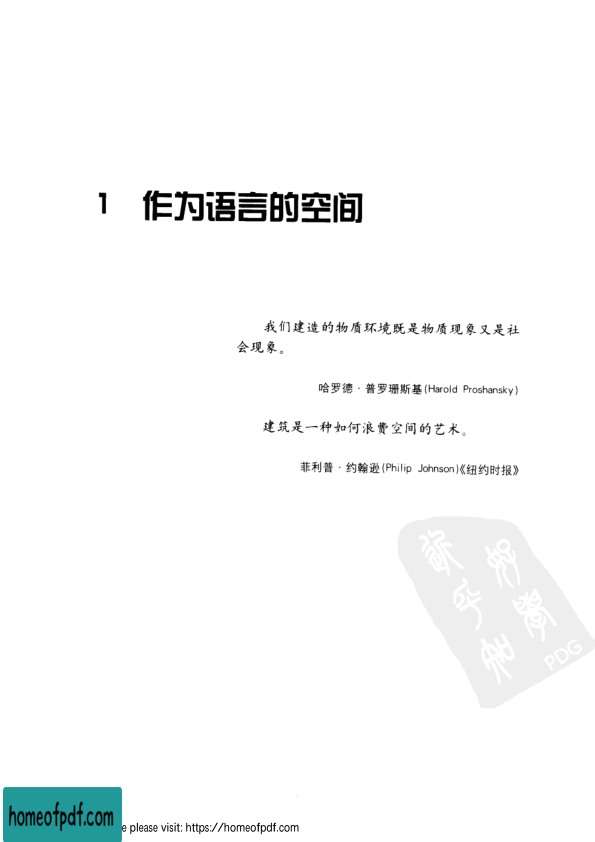 1 作为语言的空间
我们建造的物质环境既是物质现象又是社
会现象。
哈罗德·普罗珊斯基(Harold Proshansky)
建筑是一种如何浪费空间的艺术。
菲利普·约翰逊(Philip Johnson)《纽约时报》
PDG
homeofpdf.com
e please visit: https://homeofpdf.com